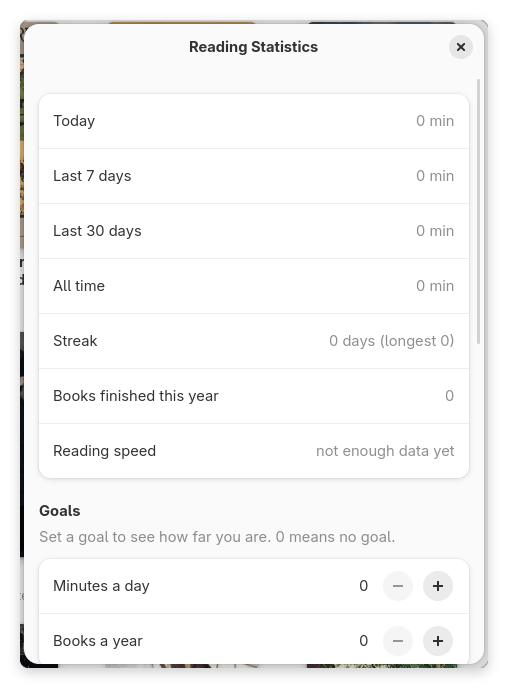 Reading Statistics
Today 0 min
Last 7 days 0 min
Last 30 days 0 min
All time 0 min
Streak 0 days (longest 0)
Books finished this year 0
Reading speed not enough data yet
Goals
Set a goal to see how far you are. 0 means no goal.
Minutes a day 0 − +
Books a year 0 − +